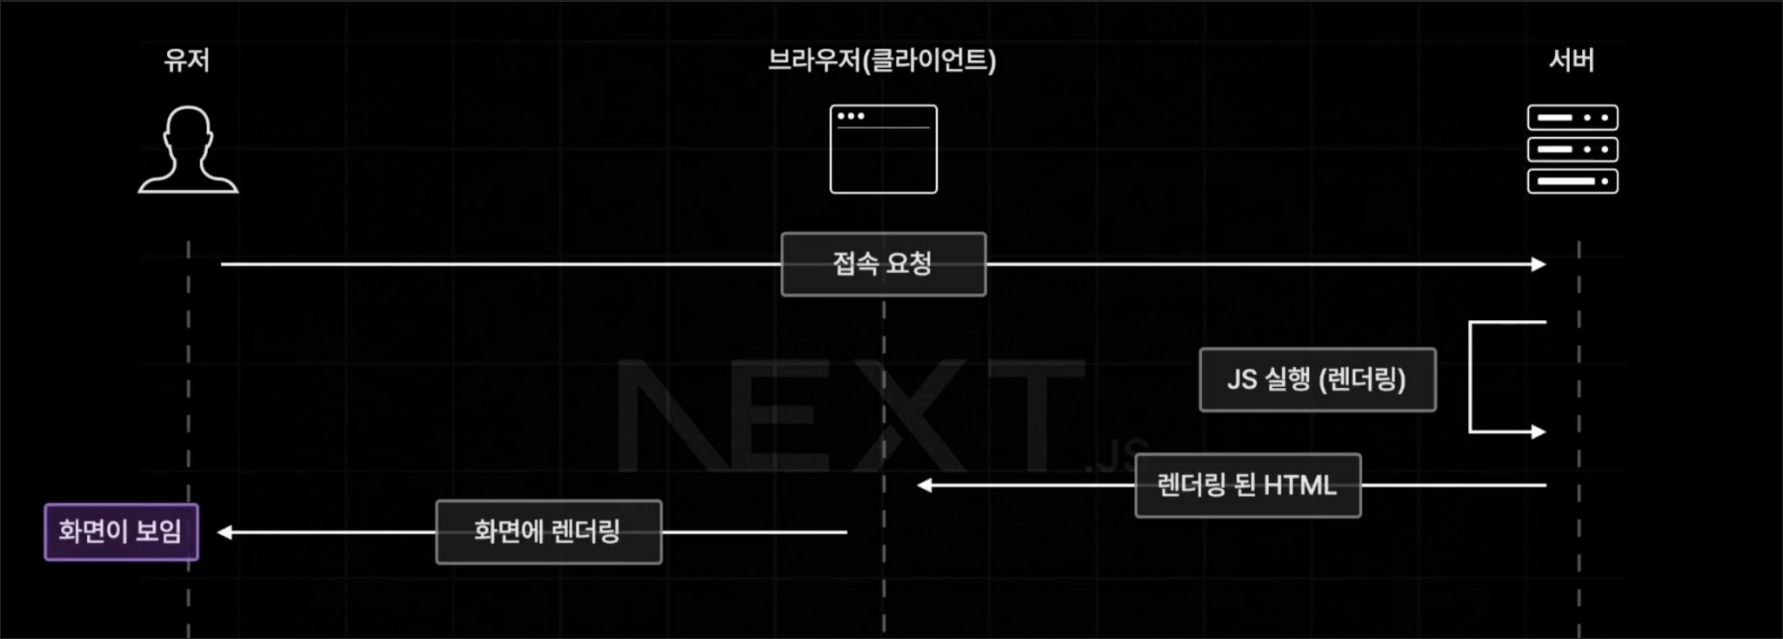 유저
브라우저(클라이언트)
서버
접속 요청
JS 실행 (렌더링)
NEXT.JS
렌더링 된 HTML
화면에 렌더링
화면이 보임